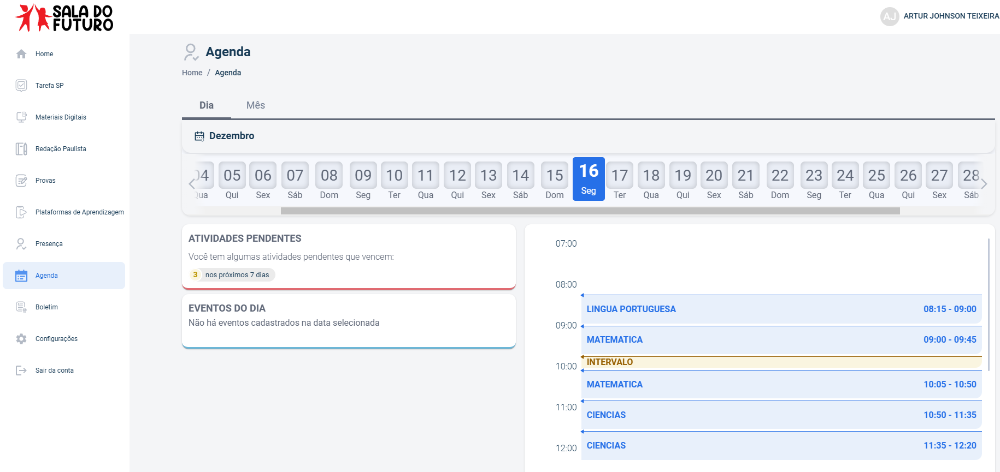 SALA DO
FUTURO
AJ ARTUR JOHNSON TEIXEIRA
Home
Tarefa SP
Materiais Digitais
Redação Paulista
Provas
Plataformas de Aprendizagem
Presença
Agenda
Boletim
Configurações
Sair da conta
Agenda
Home / Agenda
Dia Mês
Dezembro
04 05 06 07 08 09 10 11 12 13 14 15 16 17 18 19 20 21 22 23 24 25 26 27 28
Qua Qui Sex Sáb Dom Seg Ter Qua Qui Sex Sáb Dom Seg Ter Qua Qui Sex Sáb Dom Seg Ter Qua Qui Sex Sáb
ATIVIDADES PENDENTES
Você tem algumas atividades pendentes que vencem:
3 nos próximos 7 dias
EVENTOS DO DIA
Não há eventos cadastrados na data selecionada
07:00
08:00
LINGUA PORTUGUESA 08:15 - 09:00
09:00
MATEMATICA 09:00 - 09:45
INTERVALO
10:00
MATEMATICA 10:05 - 10:50
11:00
CIENCIAS 10:50 - 11:35
CIENCIAS 11:35 - 12:20
12:00